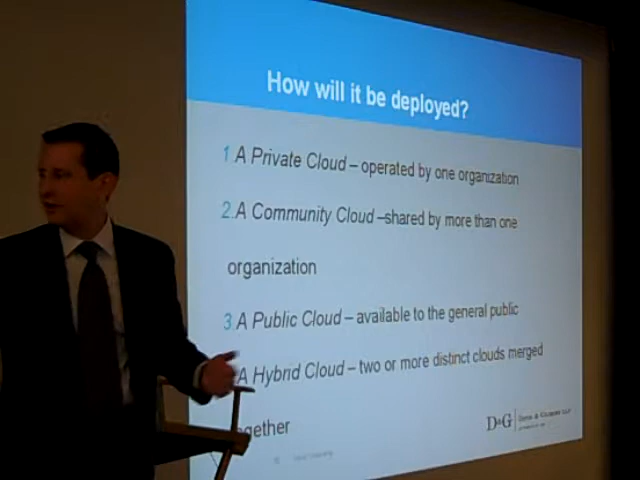 How will it be deployed?
1 A Private Cloud – operated by one organization
2. A Community Cloud –shared by more than one
organization
3. A Public Cloud – available to the general public
A Hybrid Cloud – two or more distinct clouds merged
gether
D&G